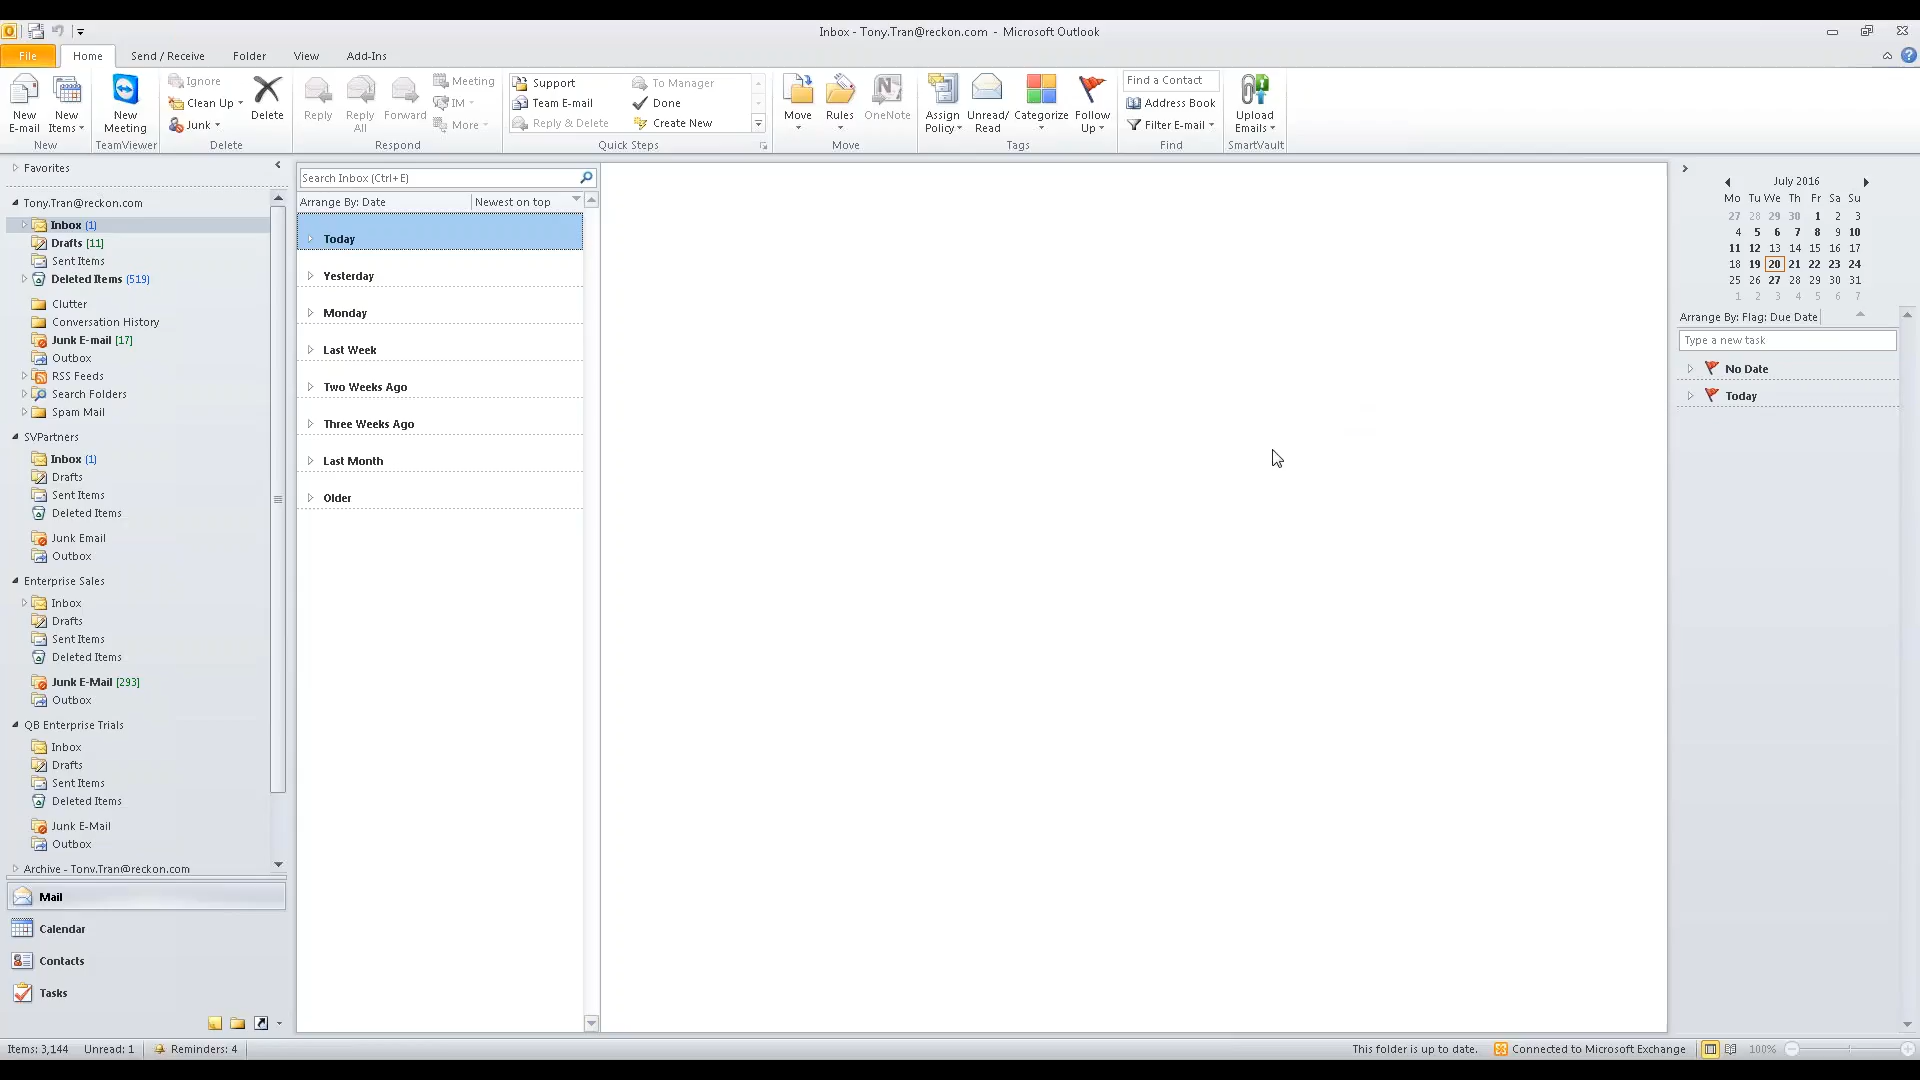 Inbox - Tony.Tran@reckon.com - Microsoft Outlook
File Home Send / Receive Folder View Add-Ins
New E-mail
New Items
New
New Meeting
TeamViewer
Ignore
Clean Up
Junk
Delete
Delete
Reply
Reply All
Forward
Meeting
IM
More
Respond
Support
Team E-mail
Reply & Delete
To Manager
Done
Create New
Quick Steps
Move
Rules
OneNote
Move
Assign Policy
Unread/ Read
Categorize
Follow Up
Tags
Find a Contact
Address Book
Filter E-mail
Find
Upload Emails
SmartVault
Favorites
Tony.Tran@reckon.com
Inbox (1)
Drafts [11]
Sent Items
Deleted Items (519)
Clutter
Conversation History
Junk E-mail [17]
Outbox
RSS Feeds
Search Folders
Spam Mail
SVPartners
Inbox (1)
Drafts
Sent Items
Deleted Items
Junk Email
Outbox
Enterprise Sales
Inbox
Drafts
Sent Items
Deleted Items
Junk E-Mail [293]
Outbox
QB Enterprise Trials
Inbox
Drafts
Sent Items
Deleted Items
Junk E-Mail
Outbox
Archive - Tony.Tran@reckon.com
Mail
Calendar
Contacts
Tasks
Search Inbox (Ctrl+E)
Arrange By: Date Newest on top
Today
Yesterday
Monday
Last Week
Two Weeks Ago
Three Weeks Ago
Last Month
Older
July 2016
Mo Tu We Th Fr Sa Su
27 28 29 30 1 2 3
4 5 6 7 8 9 10
11 12 13 14 15 16 17
18 19 20 21 22 23 24
25 26 27 28 29 30 31
1 2 3 4 5 6 7
Arrange By: Flag: Due Date
Type a new task
No Date
Today
Items: 3,144 Unread: 1 Reminders: 4 This folder is up to date. Connected to Microsoft Exchange 100%